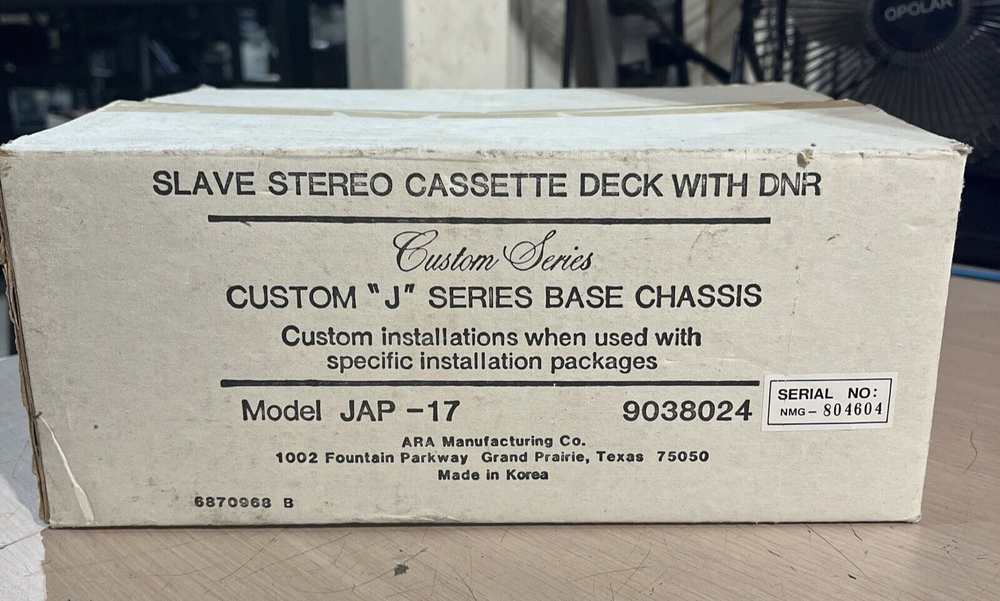 OPOLAR
SLAVE STEREO CASSETTE DECK WITH DNR
Custom Series
CUSTOM "J" SERIES BASE CHASSIS
Custom installations when used with
specific installation packages
Model JAP -17 9038024
SERIAL NO:
NMG- 804604
ARA Manufacturing Co.
1002 Fountain Parkway Grand Prairie, Texas 75050
Made in Korea
6870968 B